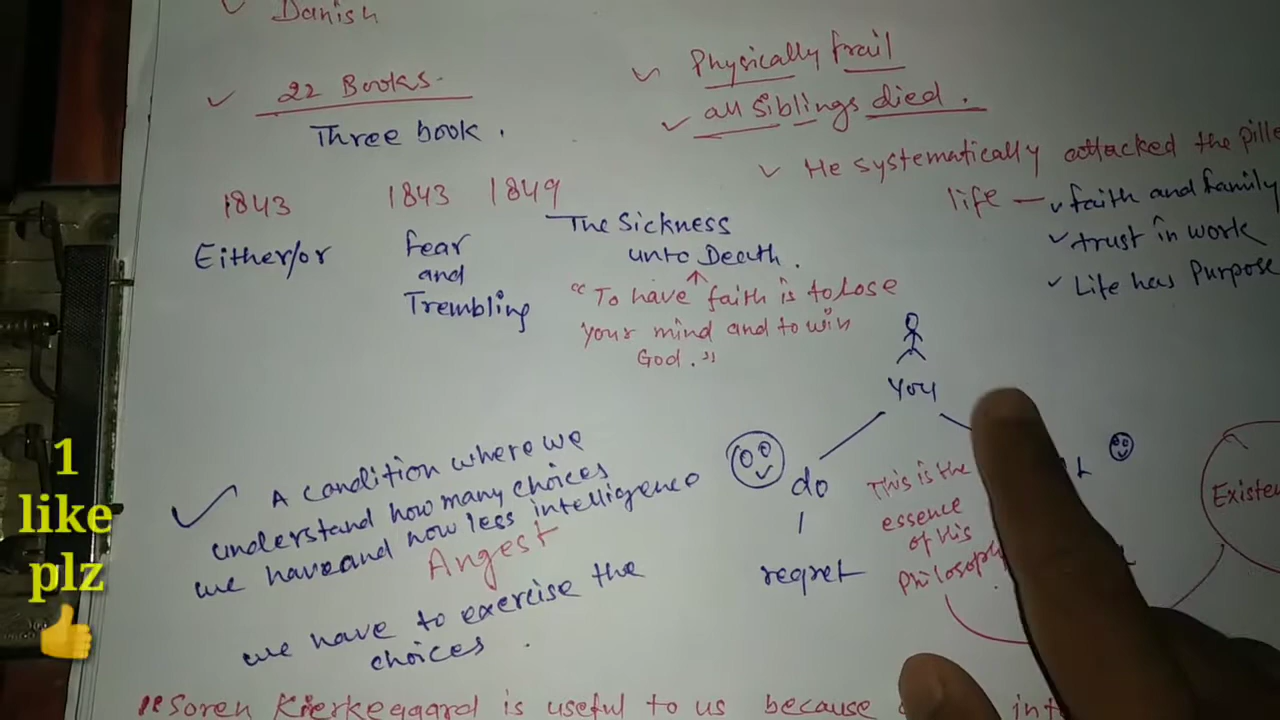 Danish
22 Books.
Three book.
1843
Either/or
1843
Fear
and
Trembling
1849
The Sickness
unto Death.
"To have faith is to lose
your mind and to win
God."
Physically frail
all siblings died.
He systematically attacked the pille
life - faith and family
trust in work
Life has Purpose
You
do
regret
This is the
essence
of His
Philosoph
Existen
A condition where we
understand how many choices
we have and how less intelligence
Angest
we have to exercise the
choices.
"Soren Kierkegaard is useful to us because
1
like
plz